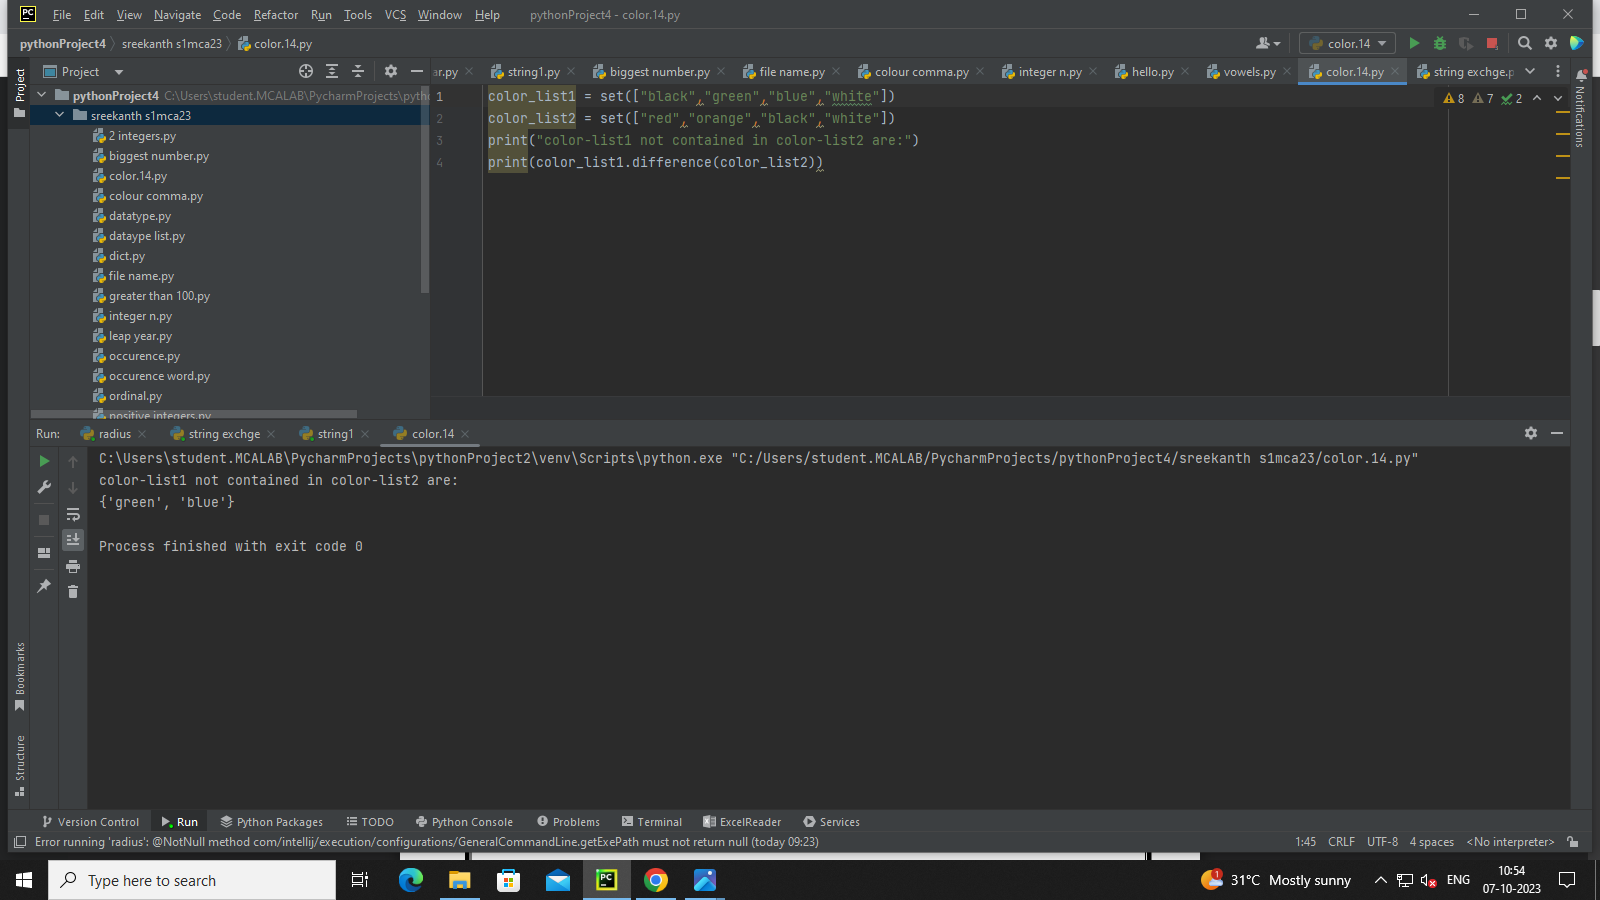 PC File Edit View Navigate Code Refactor Run Tools VCS Window Help pythonProject4 - color.14.py
pythonProject4 sreekanth s1mca23 color.14.py color.14
Project Project ar.py string1.py biggest number.py file name.py colour comma.py integer n.py hello.py vowels.py color.14.py string exchge.p
pythonProject4 C:\Users\student.MCALAB\PycharmProjects\pytho
sreekanth s1mca23
2 integers.py
biggest number.py
color.14.py
colour comma.py
datatype.py
dataype list.py
dict.py
file name.py
greater than 100.py
integer n.py
leap year.py
occurence.py
occurence word.py
ordinal.py
positive integers.py
1 color_list1 = set(["black","green","blue","white"])
2 color_list2 = set(["red","orange","black","white"])
3 print("color-list1 not contained in color-list2 are:")
4 print(color_list1.difference(color_list2))
8 7 2
Notifications
Run: radius string exchge string1 color.14
C:\Users\student.MCALAB\PycharmProjects\pythonProject2\venv\Scripts\python.exe "C:/Users/student.MCALAB/PycharmProjects/pythonProject4/sreekanth s1mca23/color.14.py"
color-list1 not contained in color-list2 are:
{'green', 'blue'}
Process finished with exit code 0
Bookmarks
Structure
Version Control Run Python Packages TODO Python Console Problems Terminal ExcelReader Services
Error running 'radius': @NotNull method com/intellij/execution/configurations/GeneralCommandLine.getExePath must not return null (today 09:23) 1:45 CRLF UTF-8 4 spaces <No interpreter>
Type here to search PC 1 31°C Mostly sunny ENG 10:54
07-10-2023